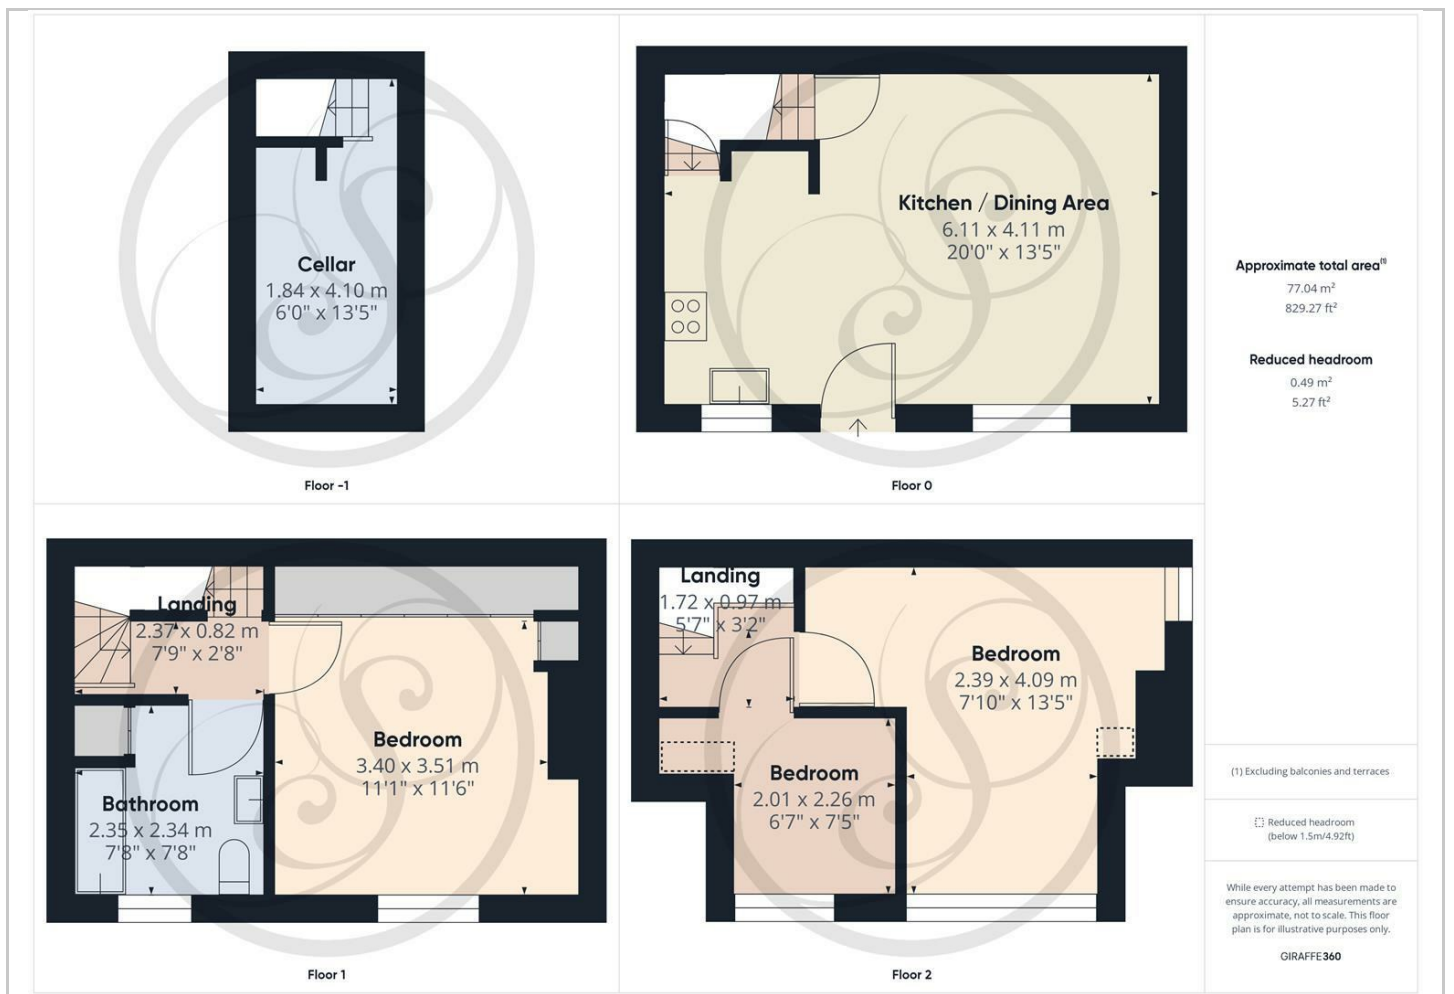 Cellar
1.84 x 4.10 m
6'0" x 13'5"
Floor -1
Kitchen / Dining Area
6.11 x 4.11 m
20'0" x 13'5"
Floor 0
Landing
2.37 x 0.82 m
7'9" x 2'8"
Bedroom
3.40 x 3.51 m
11'1" x 11'6"
Bathroom
2.35 x 2.34 m
7'8" x 7'8"
Floor 1
Landing
1.72 x 0.97 m
5'7" x 3'2"
Bedroom
2.39 x 4.09 m
7'10" x 13'5"
Bedroom
2.01 x 2.26 m
6'7" x 7'5"
Floor 2
Approximate total area(1)
77.04 m²
829.27 ft²
Reduced headroom
0.49 m²
5.27 ft²
(1) Excluding balconies and terraces
Reduced headroom
(below 1.5m/4.92ft)
While every attempt has been made to
ensure accuracy, all measurements are
approximate, not to scale. This floor
plan is for illustrative purposes only.
GIRAFFE360